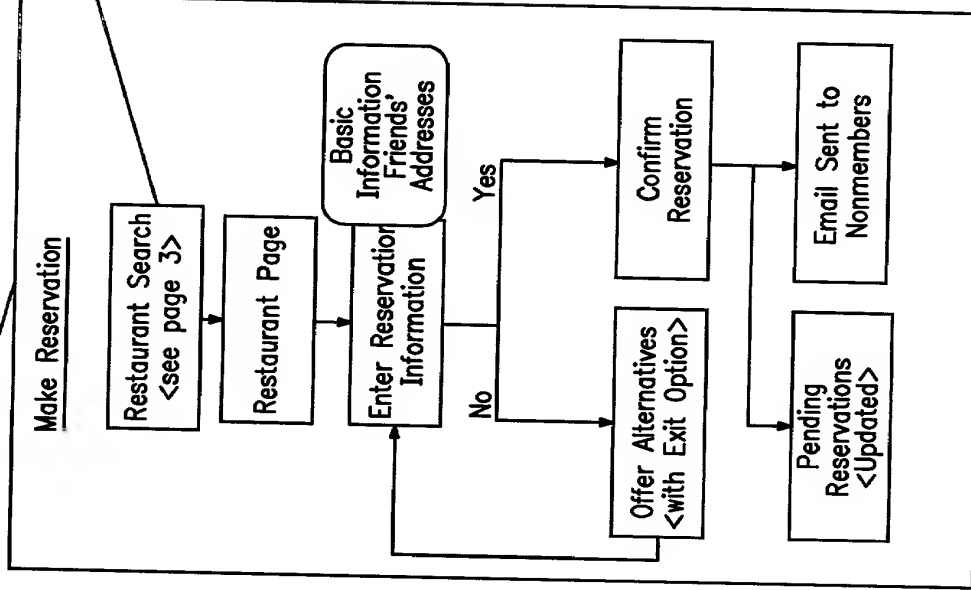 Make Reservation
Restaurant Search
<see page 3>
Restaurant Page
Enter Reservation
Information
Basic
Information
Friends'
Addresses
No
Yes
Offer Alternatives
<with Exit Option>
Confirm
Reservation
Pending
Reservations
<Updated>
Email Sent to
Nonmembers